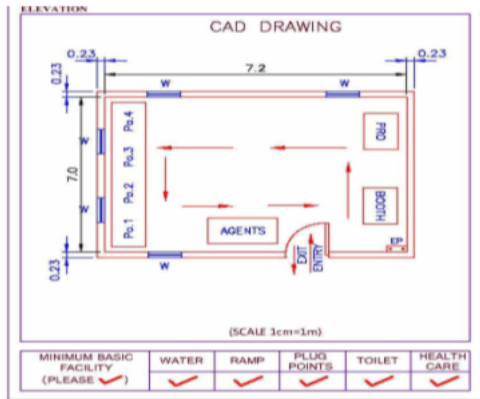 ELEVATION
CAD DRAWING
0.23
0.23
7.2
0.23
W
W
Po.4
Po.3
Po.2
Po.1
PRO
W
7.0
W
BOOTH
AGENTS
EP
EXIT
ENTRY
0.23
W
(SCALE 1cm=1m)
MINIMUM BASIC
FACILITY
(PLEASE ✓)
WATER
RAMP
PLUG
POINTS
TOILET
HEALTH
CARE